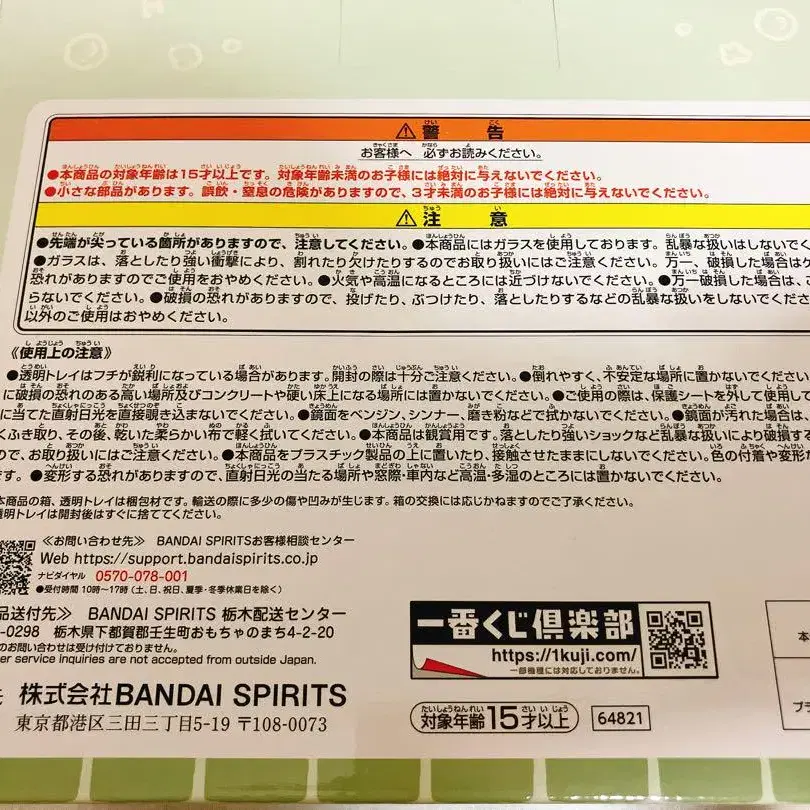 ⚠警告
お客様へ 必ずお読みください。
●本商品の対象年齢は15才以上です。対象年齢未満のお子様には絶対に与えないでください。
●小さな部品があります。誤飲・窒息の危険がありますので、3才未満のお子様には絶対に与えないでください。
⚠注意
●先端が尖っている箇所がありますので、注意してください。●本商品にはガラスを使用しております。乱暴な扱いはしないでく
●ガラスは、落としたり強い衝撃により、割れたり欠けたりするのでお取り扱いにはご注意ください。万一、破損した場合は
恐れがありますのでご使用をおやめください。●火気や高温になるところには近づけないでください。●万一破損した場合は、こ
らないでください。●破損の恐れがありますので、投げたり、ぶつけたり、落としたりするなどの乱暴な扱いをしないでくださ
以外のご使用はおやめください。
《使用上の注意》
●透明トレイはフチが鋭利になっている場合があります。開封の際は十分ご注意ください。●倒れやすく、不安定な場所に置かないでください
に破損の恐れのある高い場所及びコンクリートや硬い床上になる場所には置かないでください。●ご使用の際は、保護シートを外して使用して
に当てた直射日光を直接覗き込まないでください。●鏡面をベンジン、シンナー、磨き粉などで拭かないでください。●鏡面が汚れた場合は、
くふき取り、その後、乾いた柔らかい布で軽く拭いてください。●本商品は観賞用です。落としたり強いショックなど乱暴な扱いにより破損する
で、お取り扱いにはご注意ください。●本商品をプラスチック製品の上に置いたり、接触させたままにしないでください。色の付着や変形
す。●変形する恐れがありますので、直射日光の当たる場所や窓際・車内など高温・多湿のところには置かないでください。
本商品の箱、透明トレイは梱包材です。輸送の際に多少の傷や凹みが生じます。箱の交換には応じかねますのでご了承ください。
透明トレイは開封後はすぐに捨ててください。
≪お問い合わせ先≫ BANDAI SPIRITSお客様相談センター
Web https://support.bandaispirits.co.jp
ナビダイヤル 0570-078-001
●受付時間 10時〜17時(土、日、祝日、夏季・冬季休業日を除く)
品送付先≫ BANDAI SPIRITS 栃木配送センター
-0298 栃木県下都賀郡壬生町おもちゃのまち4-2-20
のお問い合わせは受け付けておりません。
er service inquiries are not accepted from outside Japan.
株式会社BANDAI SPIRITS
東京都港区三田三丁目5-19 〒108-0073
一番くじ倶楽部
https://1kuji.com/
一部機種には対応しておりません。
対象年齢15才以上
64821
本
プラ